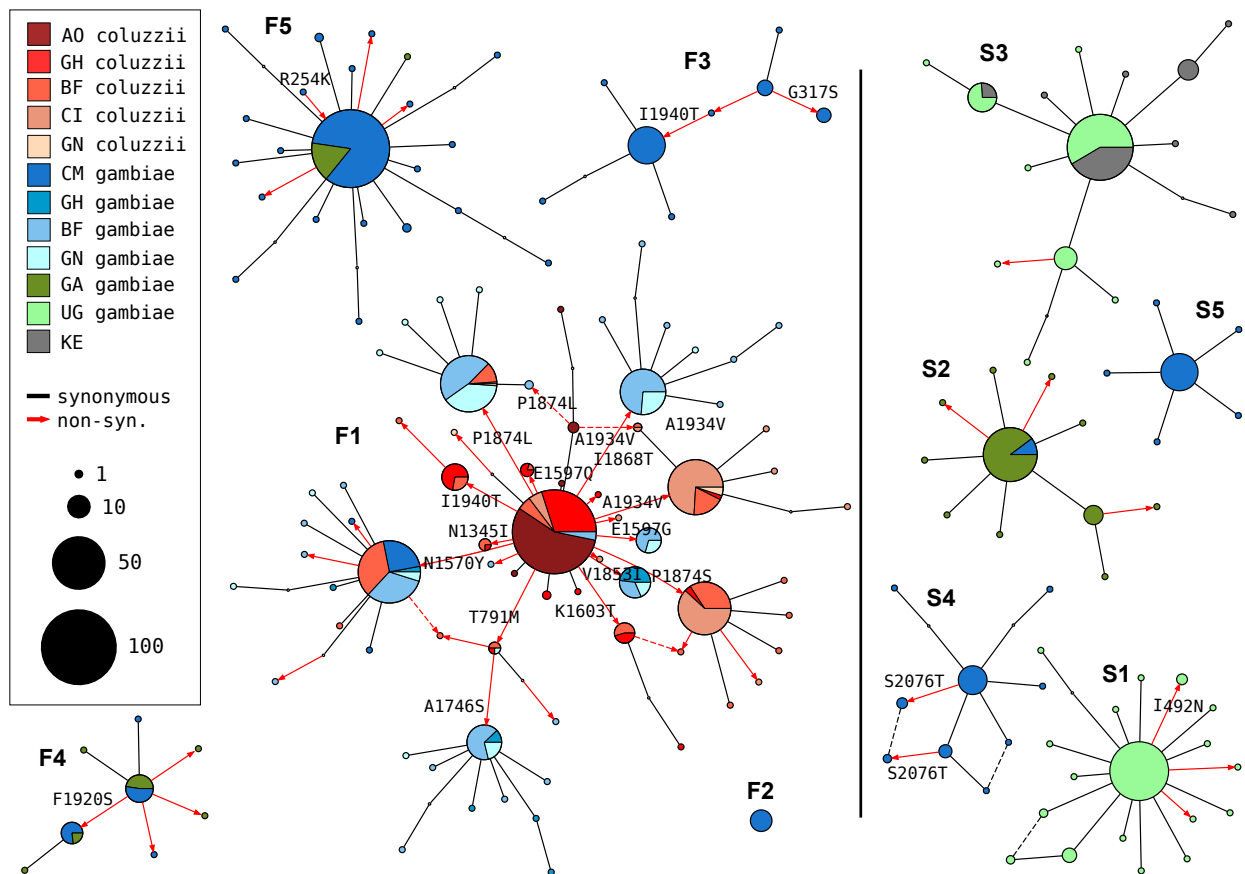 AO coluzzii
GH coluzzii
BF coluzzii
CI coluzzii
GN coluzzii
CM gambiae
GH gambiae
BF gambiae
GN gambiae
GA gambiae
UG gambiae
KE
synonymous
non-syn.
1
10
50
100
F5
R254K
F3
G317S
I1940T
S3
S5
S2
F1
P1874L
A1934V
P1874L
A1934V
I1868T
E1597Q
I1940T
A1934V
N1345I
E1597G
N1570Y
V1853I
P1874S
K1603T
T791M
A1746S
F4
F1920S
F2
S4
S2076T
S2076T
S1
I492N